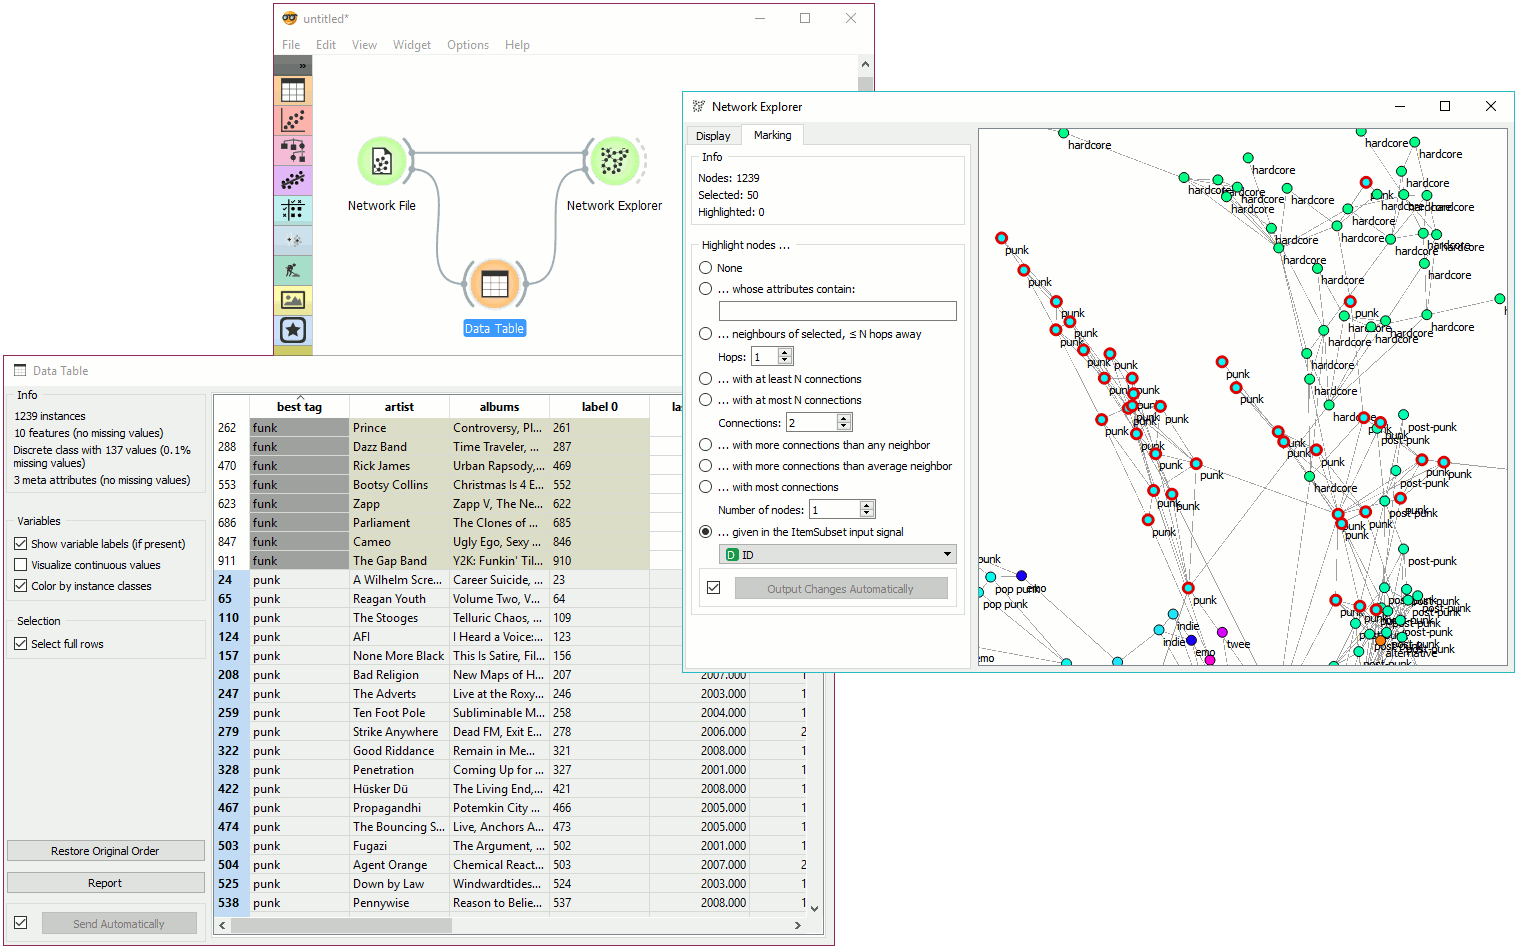 untitled*
File Edit View Widget Options Help
»
Network File
Network Explorer
Data Table
Network Explorer
Display Marking
Info
Nodes: 1239
Selected: 50
Highlighted: 0
Highlight nodes ...
None
... whose attributes contain:
... neighbours of selected, ≤ N hops away
Hops: 1
... with at least N connections
... with at most N connections
Connections: 2
... with more connections than any neighbor
... with more connections than average neighbor
... with most connections
Number of nodes: 1
... given in the ItemSubset input signal
D ID
Output Changes Automatically
hardcore
hardcore
hardcore
hardcore
hardcore
hardcore
hardcore
punk
hardcore
hardcore
hardcore
hardcore
hardcore
hardcore
hardcore
punk
punk
punk
punk
punk
punk
punk
punk
punk
punk
hardcore
post-punk
post-punk
post-punk
post-punk
punk
pop punk
pop punk
emo
indie
indie
emo
twee
emo
alternative
Data Table
Info
1239 instances
10 features (no missing values)
Discrete class with 137 values (0.1%
missing values)
3 meta attributes (no missing values)
Variables
Show variable labels (if present)
Visualize continuous values
Color by instance classes
Selection
Select full rows
Restore Original Order
Report
Send Automatically
best tag artist albums label 0 las
262 funk Prince Controversy, Pl... 261
288 funk Dazz Band Time Traveler, ... 287
470 funk Rick James Urban Rapsody,... 469
553 funk Bootsy Collins Christmas Is 4 E... 552
623 funk Zapp Zapp V, The Ne... 622
686 funk Parliament The Clones of ... 685
847 funk Cameo Ugly Ego, Sexy ... 846
911 funk The Gap Band Y2K: Funkin' Til... 910
24 punk A Wilhelm Scre... Career Suicide, ... 23
65 punk Reagan Youth Volume Two, V... 64
110 punk The Stooges Telluric Chaos, ... 109
124 punk AFI I Heard a Voice:... 123
157 punk None More Black This Is Satire, Fil... 156
208 punk Bad Religion New Maps of H... 207 2007.000 1
247 punk The Adverts Live at the Roxy... 246 2003.000 1
259 punk Ten Foot Pole Subliminable M... 258 2004.000 1
279 punk Strike Anywhere Dead FM, Exit E... 278 2006.000 2
322 punk Good Riddance Remain in Me... 321 2008.000 1
328 punk Penetration Coming Up for ... 327 2001.000 1
422 punk Hüsker Dü The Living End,... 421 2008.000 1
467 punk Propagandhi Potemkin City ... 466 2005.000 1
474 punk The Bouncing S... Live, Anchors A... 473 2005.000 1
503 punk Fugazi The Argument, ... 502 2001.000 1
504 punk Agent Orange Chemical React... 503 2007.000 2
525 punk Down by Law Windwardtides... 524 2003.000 1
538 punk Pennywise Reason to Belie... 537 2008.000 1